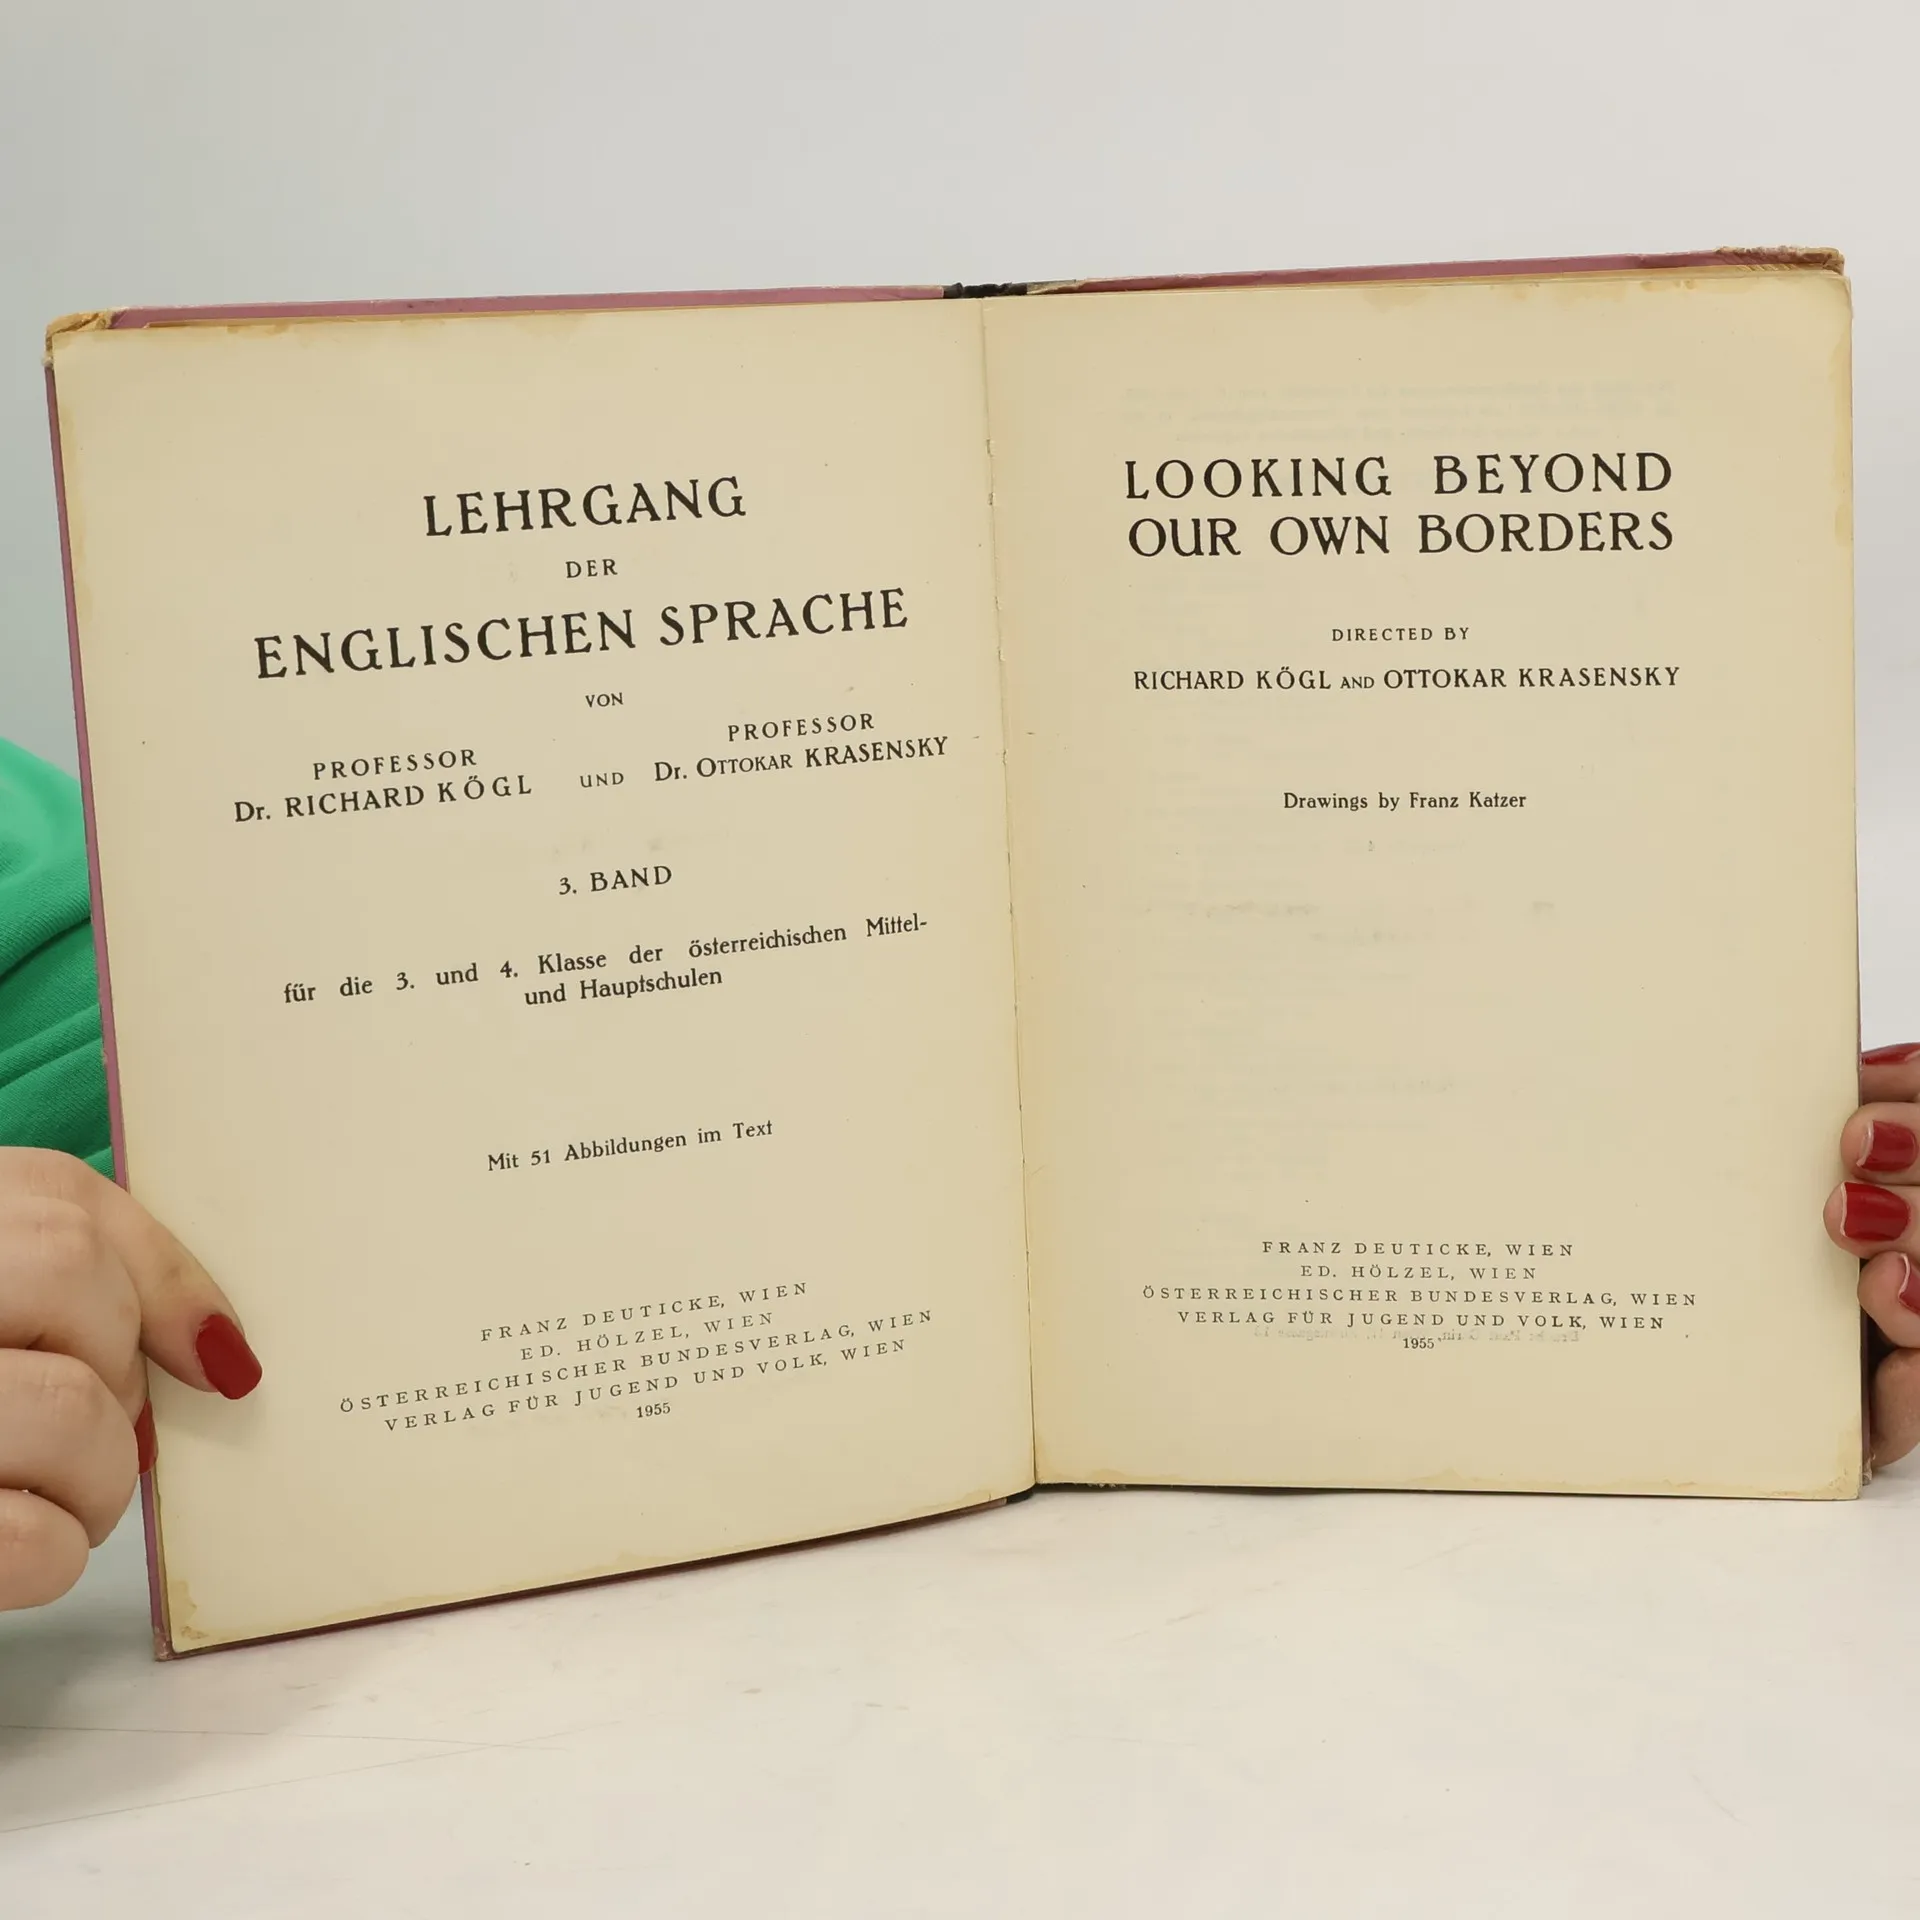 LEHRGANG
DER
ENGLISCHEN SPRACHE
VON
PROFESSOR
Dr. RICHARD KÖGL
UND
PROFESSOR
Dr. OTTOKAR KRASENSKY
3. BAND
für die 3. und 4. Klasse der österreichischen Mittel-
und Hauptschulen
Mit 51 Abbildungen im Text
FRANZ DEUTICKE, WIEN
ED. HÖLZEL, WIEN
ÖSTERREICHISCHER BUNDESVERLAG, WIEN
VERLAG FÜR JUGEND UND VOLK, WIEN
1955
LOOKING BEYOND
OUR OWN BORDERS
DIRECTED BY
RICHARD KÖGL AND OTTOKAR KRASENSKY
Drawings by Franz Katzer
FRANZ DEUTICKE, WIEN
ED. HÖLZEL, WIEN
ÖSTERREICHISCHER BUNDESVERLAG, WIEN
VERLAG FÜR JUGEND UND VOLK, WIEN
1955